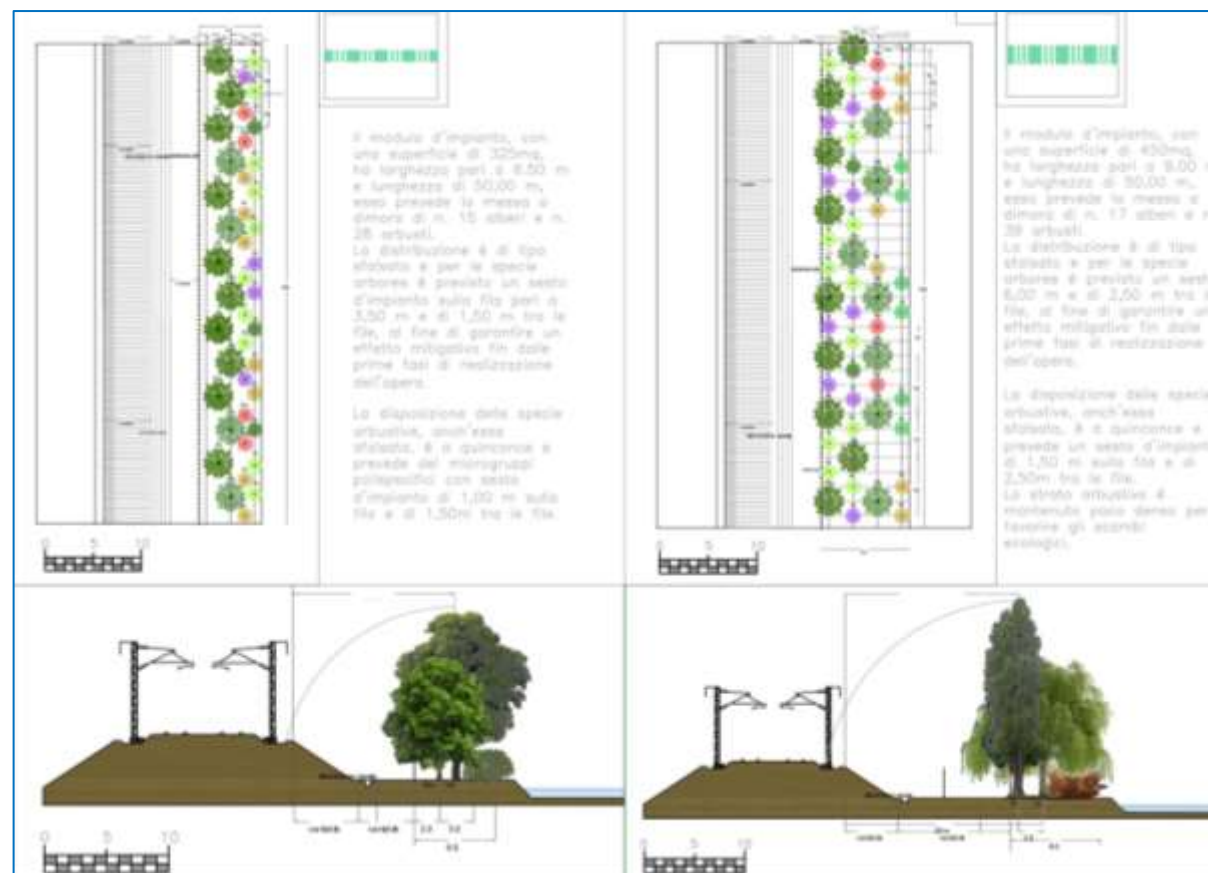 Il modulo d'impianto, con
una superficie di 325mq,
ha larghezza pari a 6.50 m
e lunghezza di 50,00 m,
esso prevede la messa a
dimora di n. 15 alberi e n.
28 arbusti.
La distribuzione è di tipo
sfalsato e per le specie
arboree è previsto un sesto
d'impianto sulla fila pari a
3,50 m e di 1,50 m tra le
file, al fine di garantire un
effetto mitigativo fin dalle
prime fasi di realizzazione
dell'opera.
La disposizione delle specie
arbustive, anch'essa
sfalsata, è a quinconce e
prevede dei microgruppi
polispecifici con sesto
d'impianto di 1,00 m sulla
fila e di 1,50m tra le file.
0 5 10
Il modulo d'impianto, con
una superficie di 450mq,
ha larghezza pari a 9.00 m
e lunghezza di 50,00 m,
esso prevede la messa a
dimora di n. 17 alberi e n.
39 arbusti.
La distribuzione è di tipo
sfalsato e per le specie
arboree è previsto un sesto
6,00 m e di 2,50 m tra le
file, al fine di garantire un
effetto mitigativo fin dalle
prime fasi di realizzazione
dell'opera.
La disposizione delle specie
arbustive, anch'essa
sfalsata, è a quinconce e
prevede un sesto d'impianto
di 1,50 m sulla fila e di
2,50m tra le file.
Lo strato arbustivo è
mantenuto poco denso per
favorire gli scambi
ecologici.
0 5 10
0 5 10
0 5 10